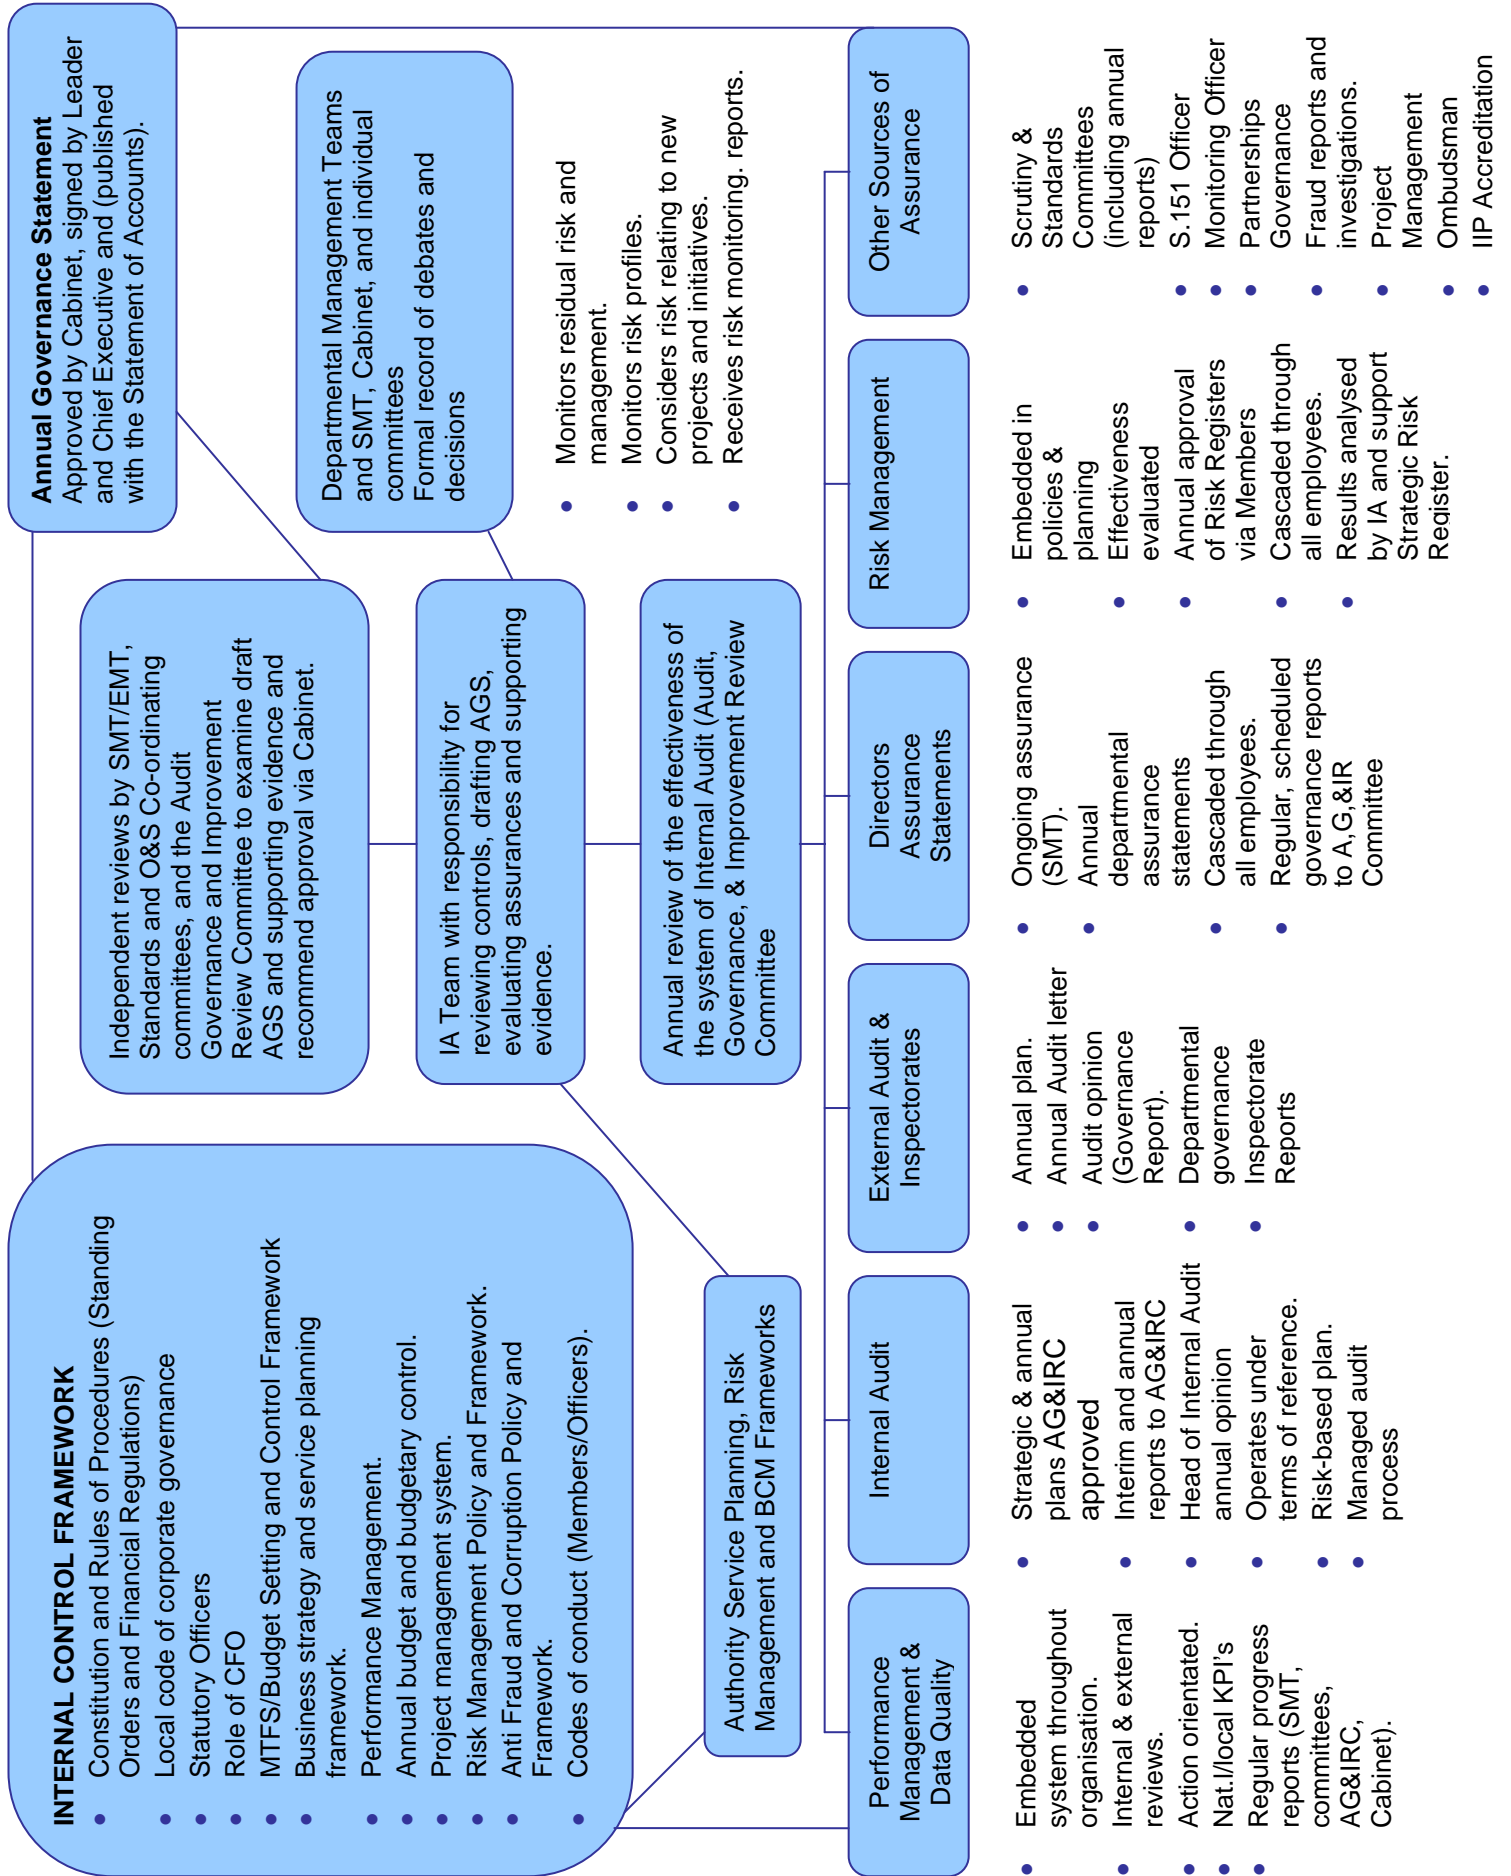 INTERNAL CONTROL FRAMEWORK
• Constitution and Rules of Procedures (Standing
Orders and Financial Regulations)
• Local code of corporate governance
• Statutory Officers
• Role of CFO
• MTFS/Budget Setting and Control Framework
• Business strategy and service planning
framework.
• Performance Management.
• Annual budget and budgetary control.
• Project management system.
• Risk Management Policy and Framework.
• Anti Fraud and Corruption Policy and
Framework.
• Codes of conduct (Members/Officers).
Annual Governance Statement
Approved by Cabinet, signed by Leader
and Chief Executive and (published
with the Statement of Accounts).
Independent reviews by SMT/EMT,
Standards and O&S Co-ordinating
committees, and the Audit
Governance and Improvement
Review Committee to examine draft
AGS and supporting evidence and
recommend approval via Cabinet.
Departmental Management Teams
and SMT, Cabinet, and individual
committees
Formal record of debates and
decisions
IA Team with responsibility for
reviewing controls, drafting AGS,
evaluating assurances and supporting
evidence.
• Monitors residual risk and
management.
• Monitors risk profiles.
• Considers risk relating to new
projects and initiatives.
• Receives risk monitoring. reports.
Annual review of the effectiveness of
the system of Internal Audit (Audit,
Governance, & Improvement Review
Committee
Authority Service Planning, Risk
Management and BCM Frameworks
Performance
Management &
Data Quality
• Embedded
system throughout
organisation.
• Internal & external
reviews.
• Action orientated.
• Nat.l/local KPI's
• Regular progress
reports (SMT,
committees,
AG&IRC,
Cabinet).
Internal Audit
• Strategic & annual
plans AG&IRC
approved
• Interim and annual
reports to AG&IRC
• Head of Internal Audit
annual opinion
• Operates under
terms of reference.
• Risk-based plan.
• Managed audit
process
External Audit &
Inspectorates
• Annual plan.
• Annual Audit letter
• Audit opinion
(Governance
Report).
• Departmental
governance
• Inspectorate
Reports
Directors
Assurance
Statements
• Ongoing assurance
(SMT).
• Annual
departmental
assurance
statements
• Cascaded through
all employees.
• Regular, scheduled
governance reports
to A,G,&IR
Committee
Risk Management
• Embedded in
policies &
planning
• Effectiveness
evaluated
• Annual approval
of Risk Registers
via Members
• Cascaded through
all employees.
• Results analysed
by IA and support
Strategic Risk
Register.
Other Sources of
Assurance
• Scrutiny &
Standards
Committees
(including annual
reports)
• S.151 Officer
• Monitoring Officer
• Partnerships
Governance
• Fraud reports and
investigations.
• Project
Management
• Ombudsman
• IIP Accreditation